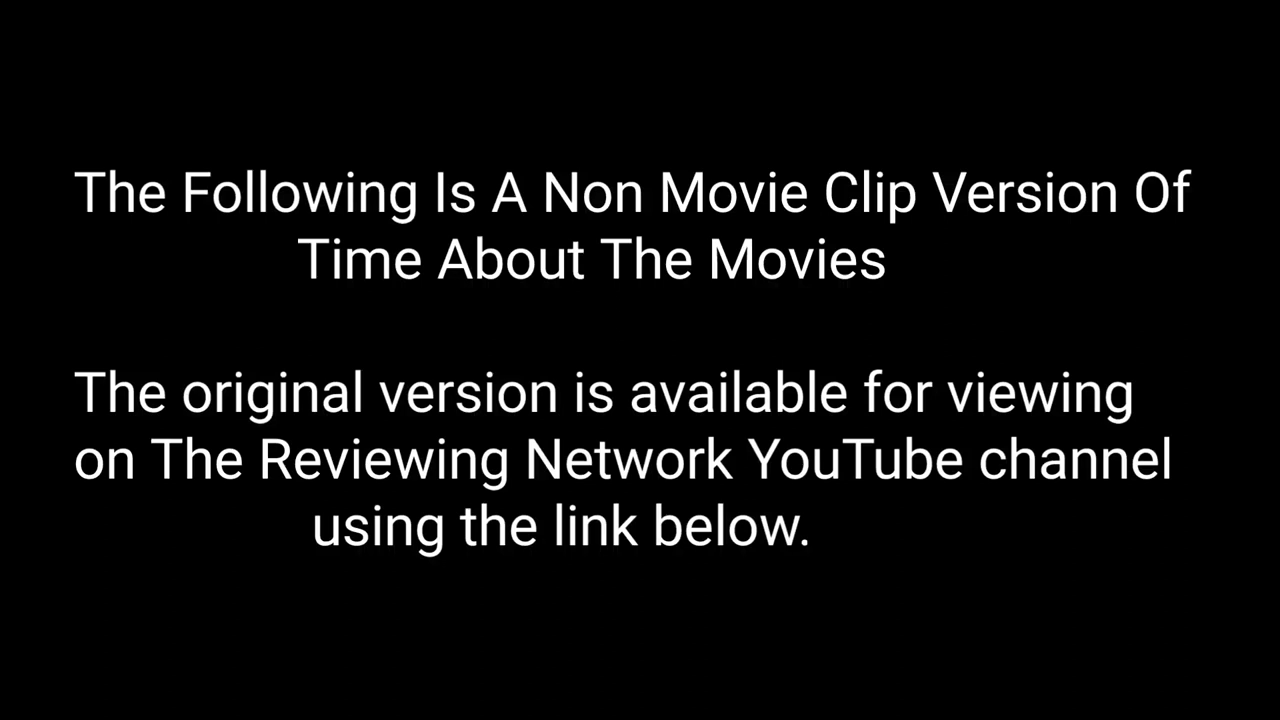 The Following Is A Non Movie Clip Version Of
Time About The Movies
The original version is available for viewing
on The Reviewing Network YouTube channel
using the link below.